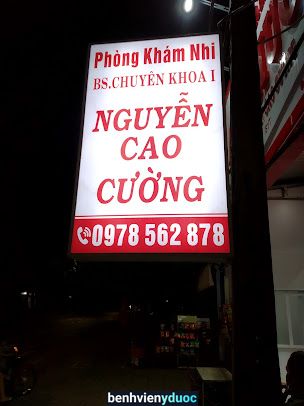 Phòng Khám Nhi
BS.CHUYÊN KHOA I
NGUYỄN
CAO
CƯỜNG
0978 562 878
benhvienyduoc